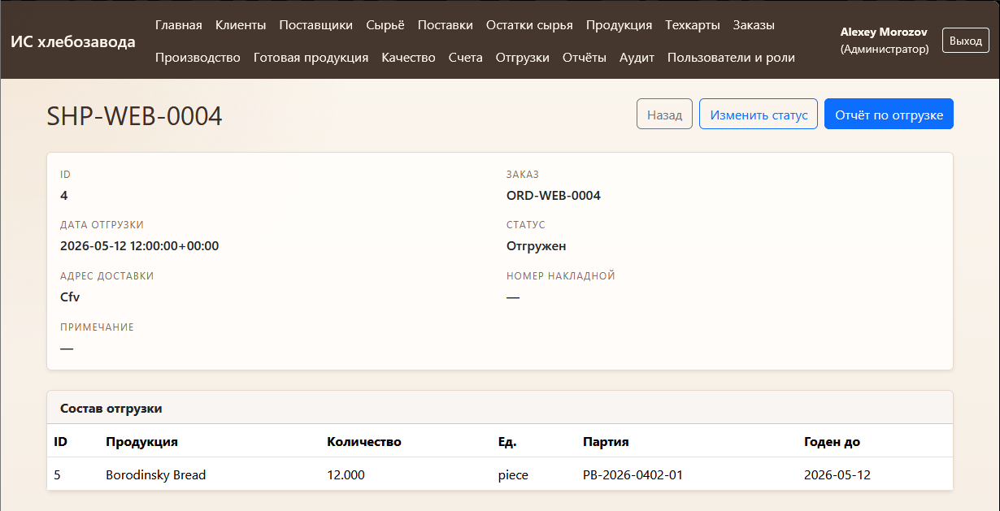 ИС хлебозавода
Главная Клиенты Поставщики Сырьё Поставки Остатки сырья Продукция Техкарты Заказы
Производство Готовая продукция Качество Счета Отгрузки Отчёты Аудит Пользователи и роли
Alexey Morozov
(Администратор)
Выход
SHP-WEB-0004
Назад Изменить статус Отчёт по отгрузке
ID
4
ЗАКАЗ
ORD-WEB-0004
ДАТА ОТГРУЗКИ
2026-05-12 12:00:00+00:00
СТАТУС
Отгружен
АДРЕС ДОСТАВКИ
Cfv
НОМЕР НАКЛАДНОЙ
—
ПРИМЕЧАНИЕ
—
Состав отгрузки
ID Продукция Количество Ед. Партия Годен до
5 Borodinsky Bread 12.000 piece PB-2026-0402-01 2026-05-12